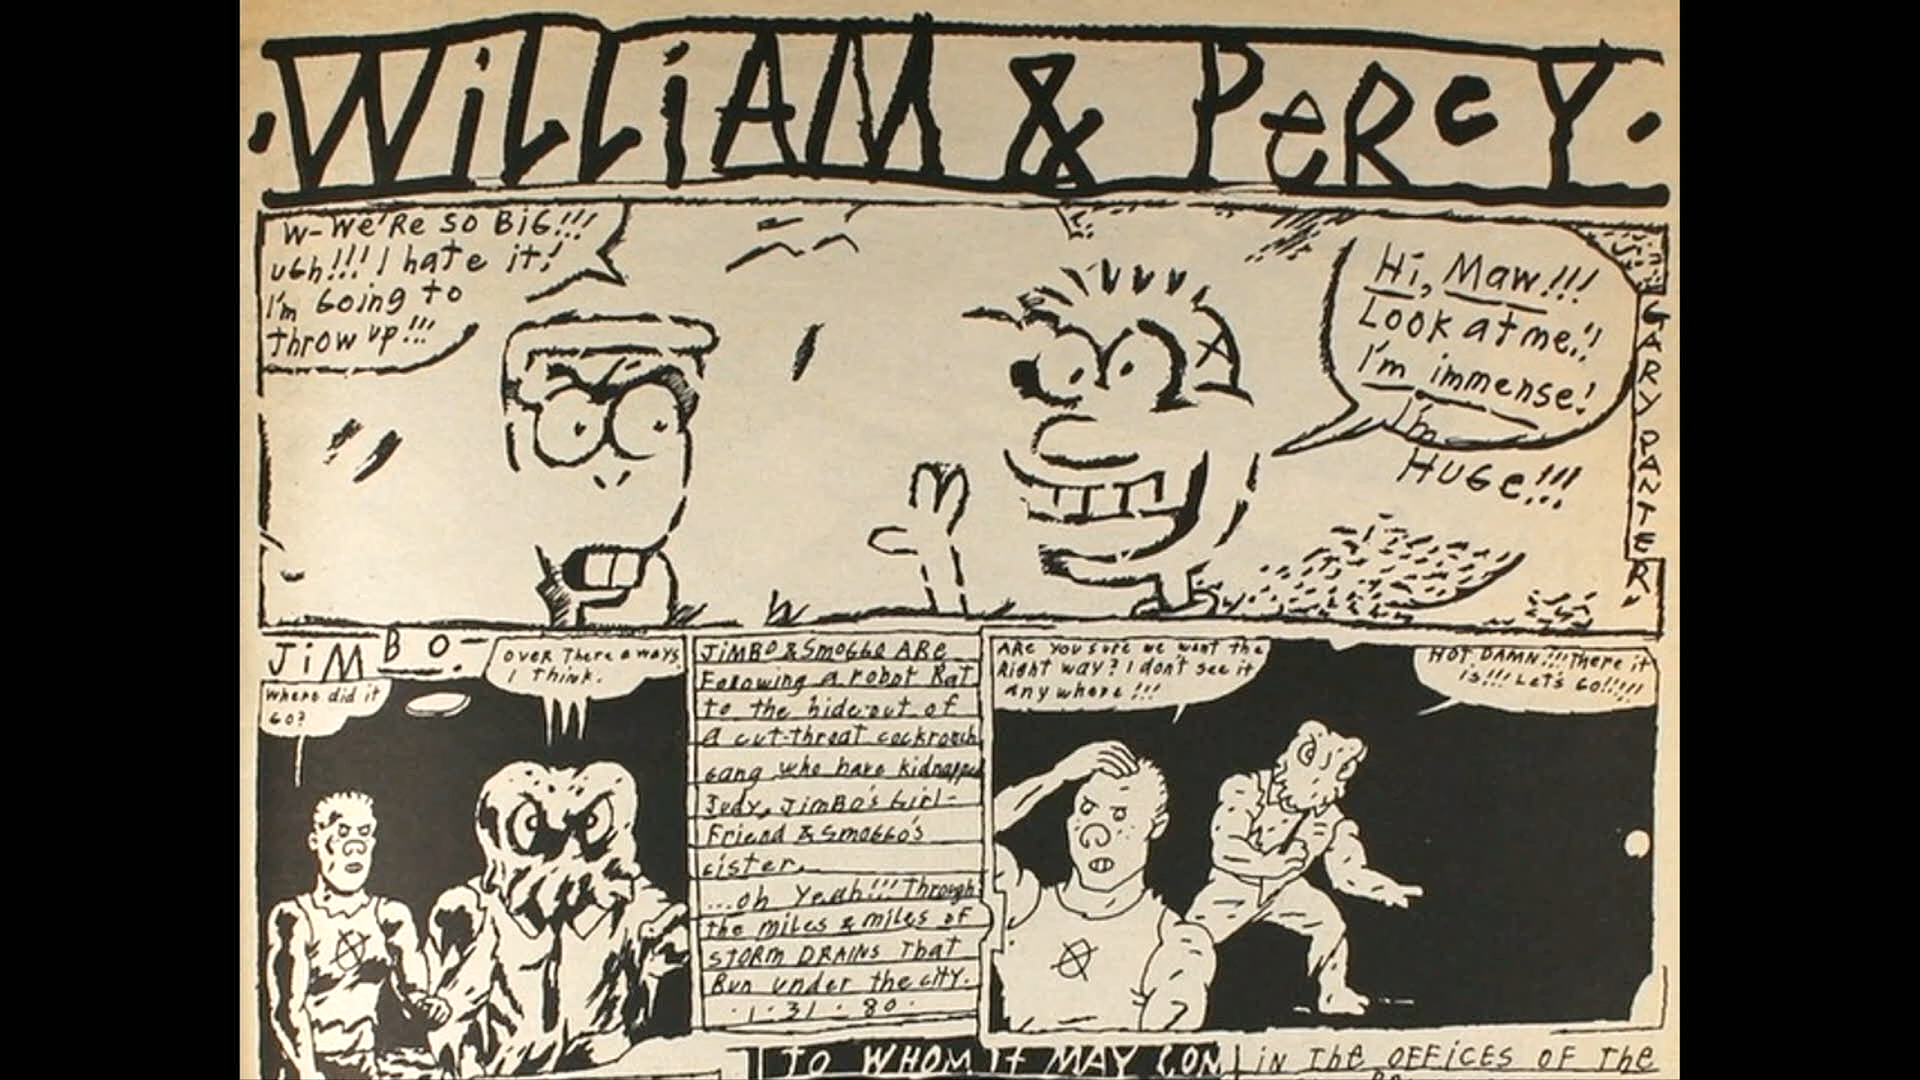 ·WiLLiAM & PeRcY·
W-We'Re SO BiG!!!
uGh!!! I hate it!
I'm Going to
throw up!!!
Hi, Maw!!!
Look at me!!
I'm immense!
I'm
HUGe!!!
GARY PANTER
JiMBO-
where did it
Go?
OVER There a ways
I Think.
JiMBO & SmoGGo ARe
Folowing a robot Rat
to the hide-out of
a cut-throat cockroach
Gang who have kidnapped
Judy, JimBo's Girl-
Friend & SmoGGo's
sister.
...oh Yeah!!! Through
the miles & miles of
STORM DRAiNs That
Run under the city.
·1·31·80·
ARe You sure we want the
Right way? I don't see it
any where!!!
HOT DAMN!!! There it
is!!! Let's GO!!!!!
TO WHOM iT MAY CON
iN The OFFiCES OF The